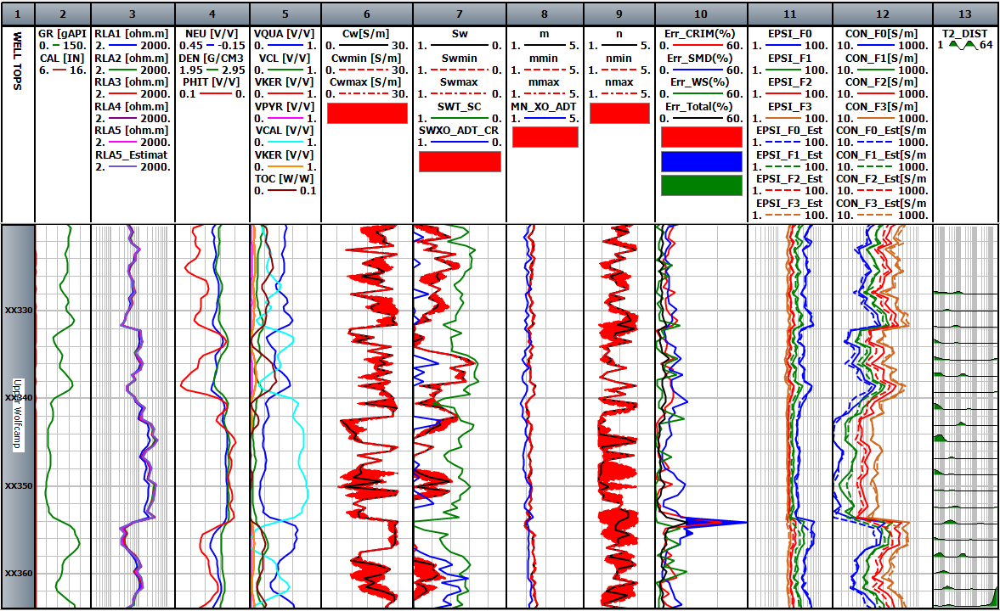 1 2 3 4 5 6 7 8 9 10 11 12 13
WELL TOPS
GR [gAPI
0. 150.
CAL [IN]
6. 16.
RLA1 [ohm.m]
2. 2000.
RLA2 [ohm.m]
2. 2000.
RLA3 [ohm.m]
2. 2000.
RLA4 [ohm.m]
2. 2000.
RLA5 [ohm.m]
2. 2000.
RLA5_Estimat
2. 2000.
NEU [V/V]
0.45 -0.15
DEN [G/CM3
1.95 2.95
PHIT [V/V]
0.1 0.
VQUA [V/V]
0. 1.
VCL [V/V]
0. 1.
VKER [V/V]
0. 1.
VPYR [V/V]
0. 1.
VCAL [V/V]
0. 1.
VKER [V/V]
0. 1.
TOC [W/W]
0. 0.1
Cw[S/m]
0. 30.
Cwmin [S/m]
0. 30.
Cwmax [S/m]
0. 30.
Sw
1. 0.
Swmin
1. 0.
Swmax
1. 0.
SWT_SC
1. 0.
SWXO_ADT_CR
1. 0.
m
1. 5.
mmin
1. 5.
mmax
1. 5.
MN_XO_ADT
1. 5.
n
1. 5.
nmin
1. 5.
nmax
1. 5.
Err_CRIM(%)
0. 60.
Err_SMD(%)
0. 60.
Err_WS(%)
0. 60.
Err_Total(%)
0. 60.
EPSI_F0
1. 100.
EPSI_F1
1. 100.
EPSI_F2
1. 100.
EPSI_F3
1. 100.
EPSI_F0_Est
1. 100.
EPSI_F1_Est
1. 100.
EPSI_F2_Est
1. 100.
EPSI_F3_Est
1. 100.
CON_F0[S/m]
10. 1000.
CON_F1[S/m]
10. 1000.
CON_F2[S/m]
10. 1000.
CON_F3[S/m]
10. 1000.
CON_F0_Est[S/m
10. 1000.
CON_F1_Est[S/m
10. 1000.
CON_F2_Est[S/m
10. 1000.
CON_F3_Est[S/m
10. 1000.
T2_DIST
1 64
XX330
XX340
Upper Wolfcamp
XX350
XX360